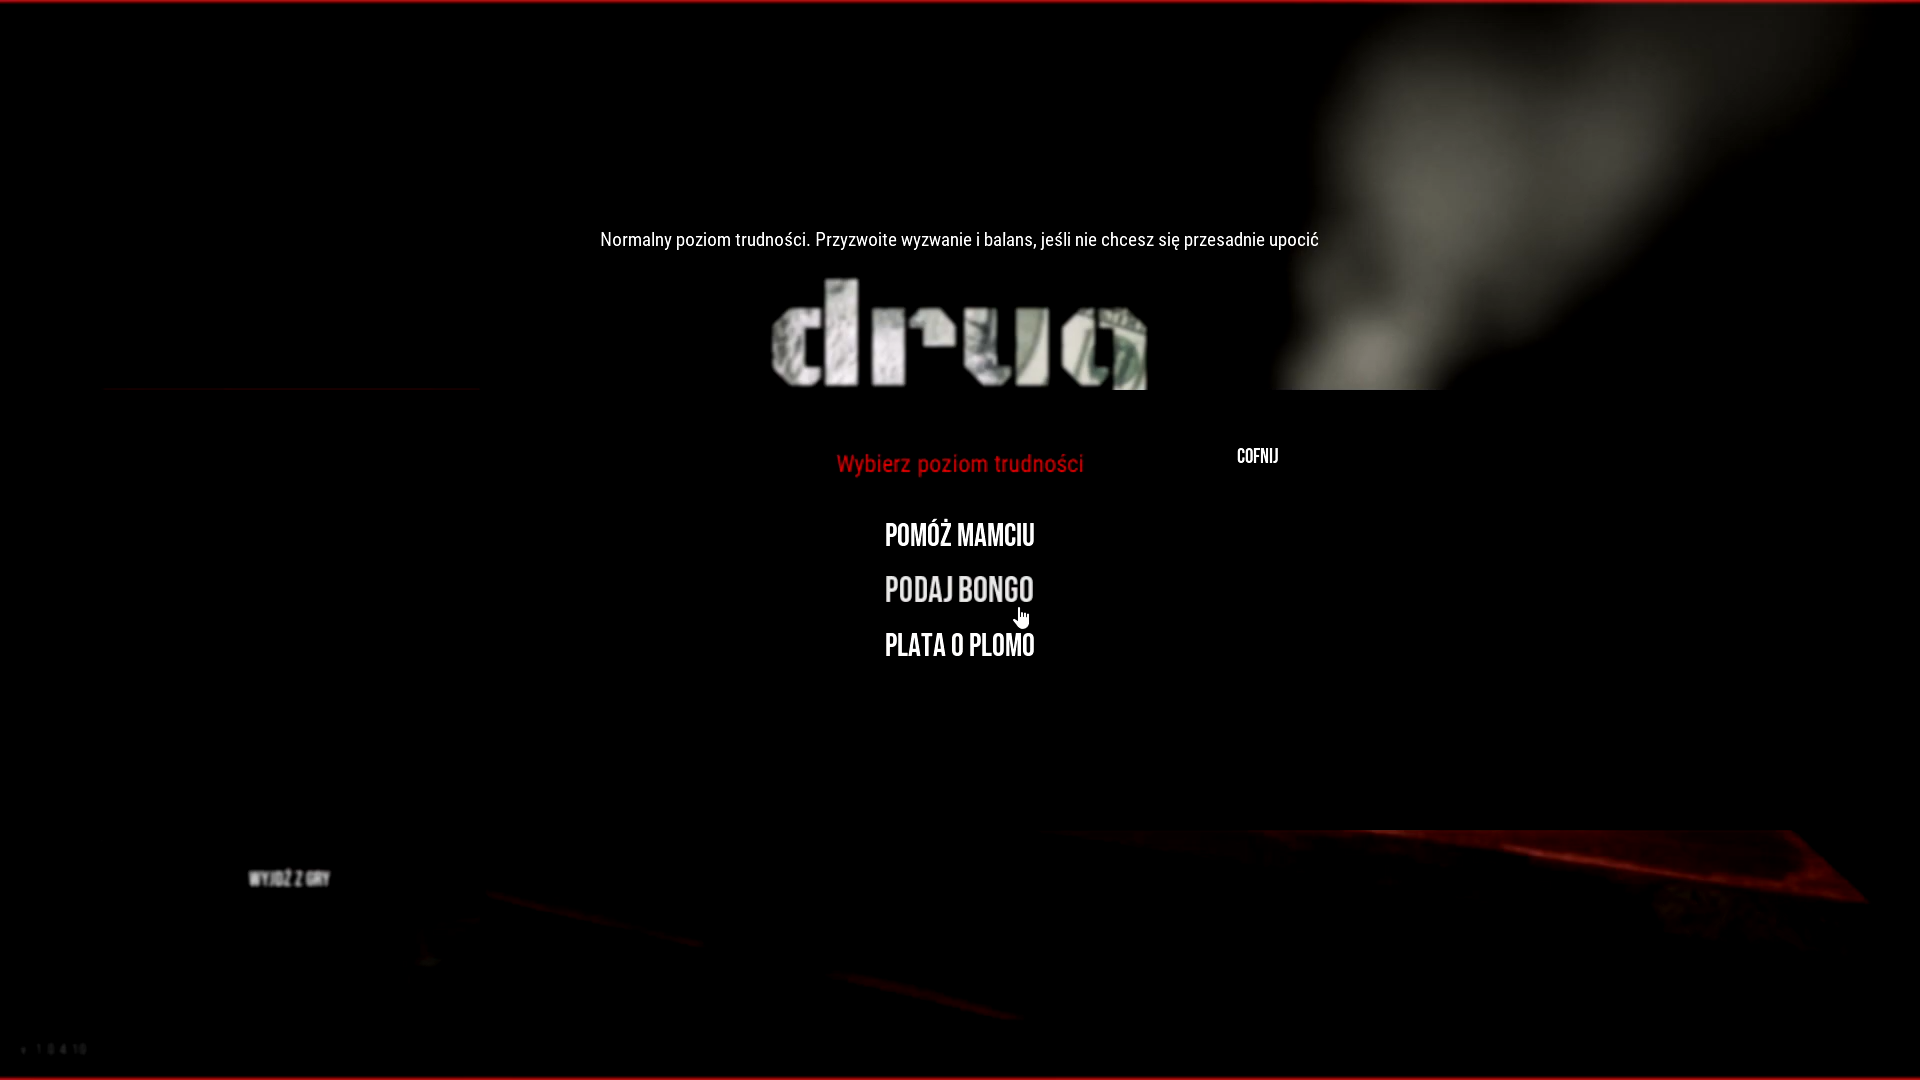 Normalny poziom trudności. Przyzwoite wyzwanie i balans, jeśli nie chcesz się przesadnie upocić
Wybierz poziom trudności
COFNIJ
POMÓŻ MAMCIU
PODAJ BONGO
PLATA O PLOMO
WYJDŹ Z GRY